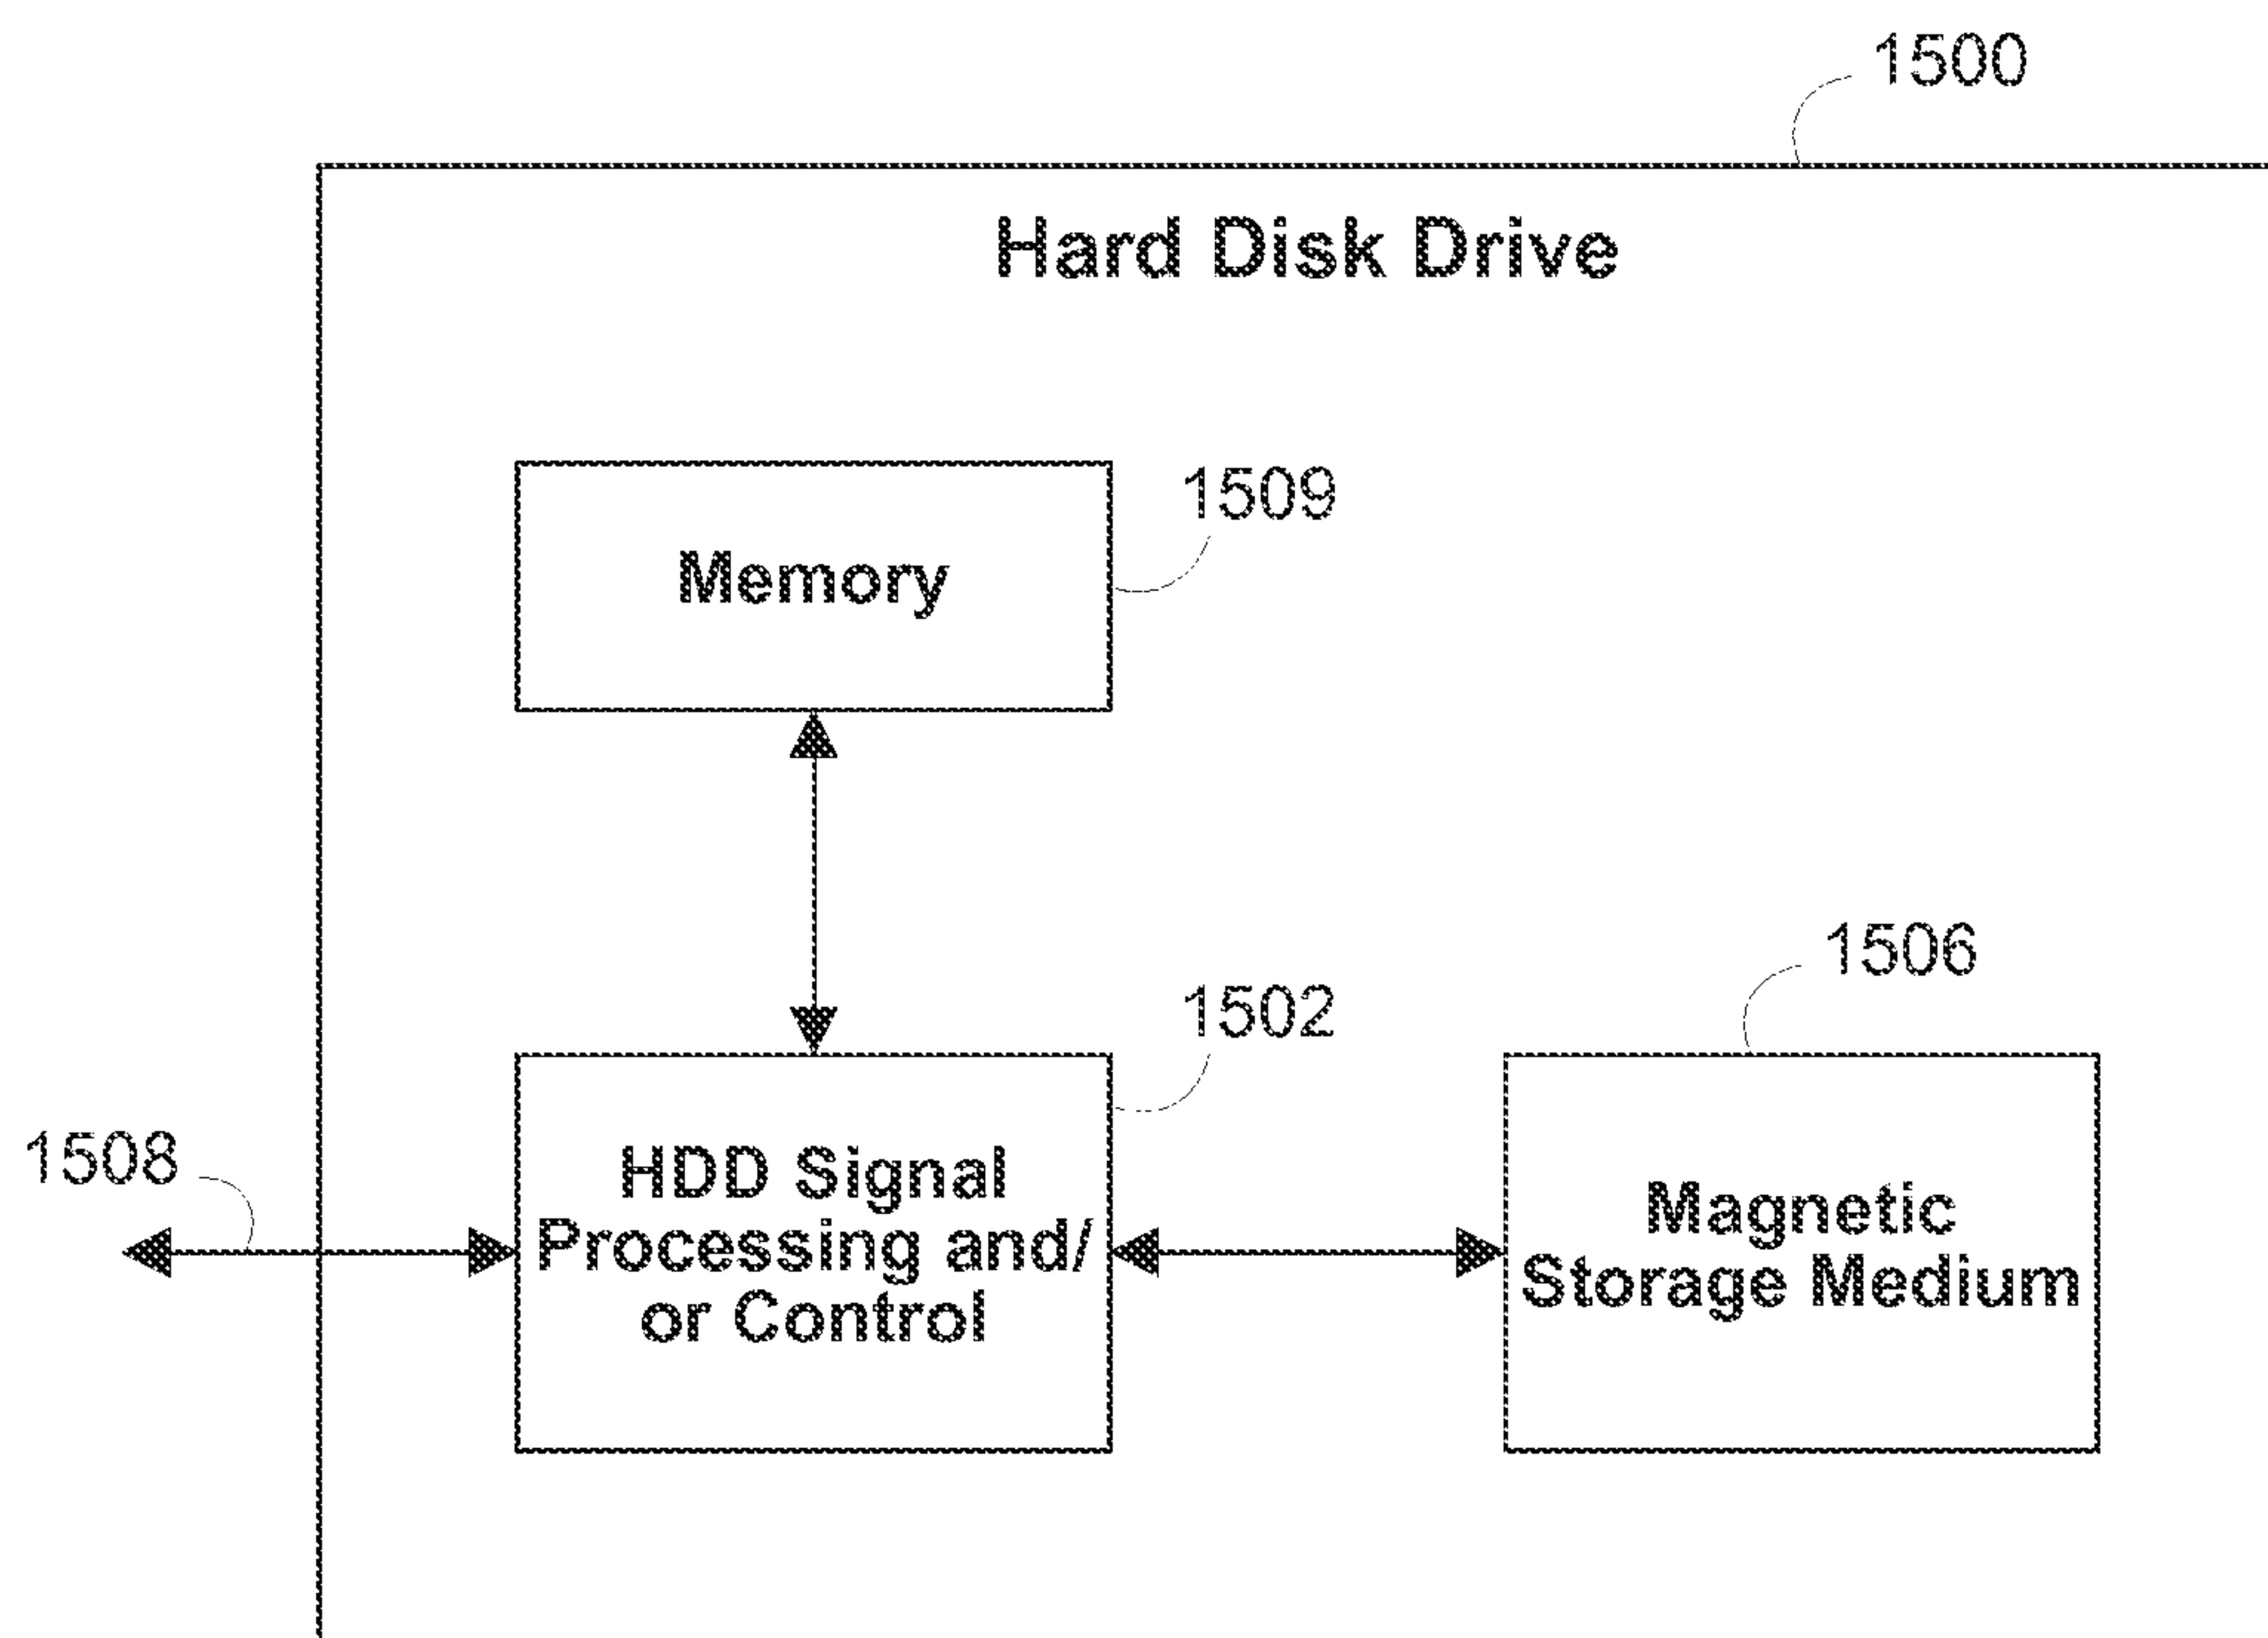 1500
Hard Disk Drive
1509
Memory
1506
1502
1508
HDD Signal
Processing and/
or Control
Magnetic
Storage Medium